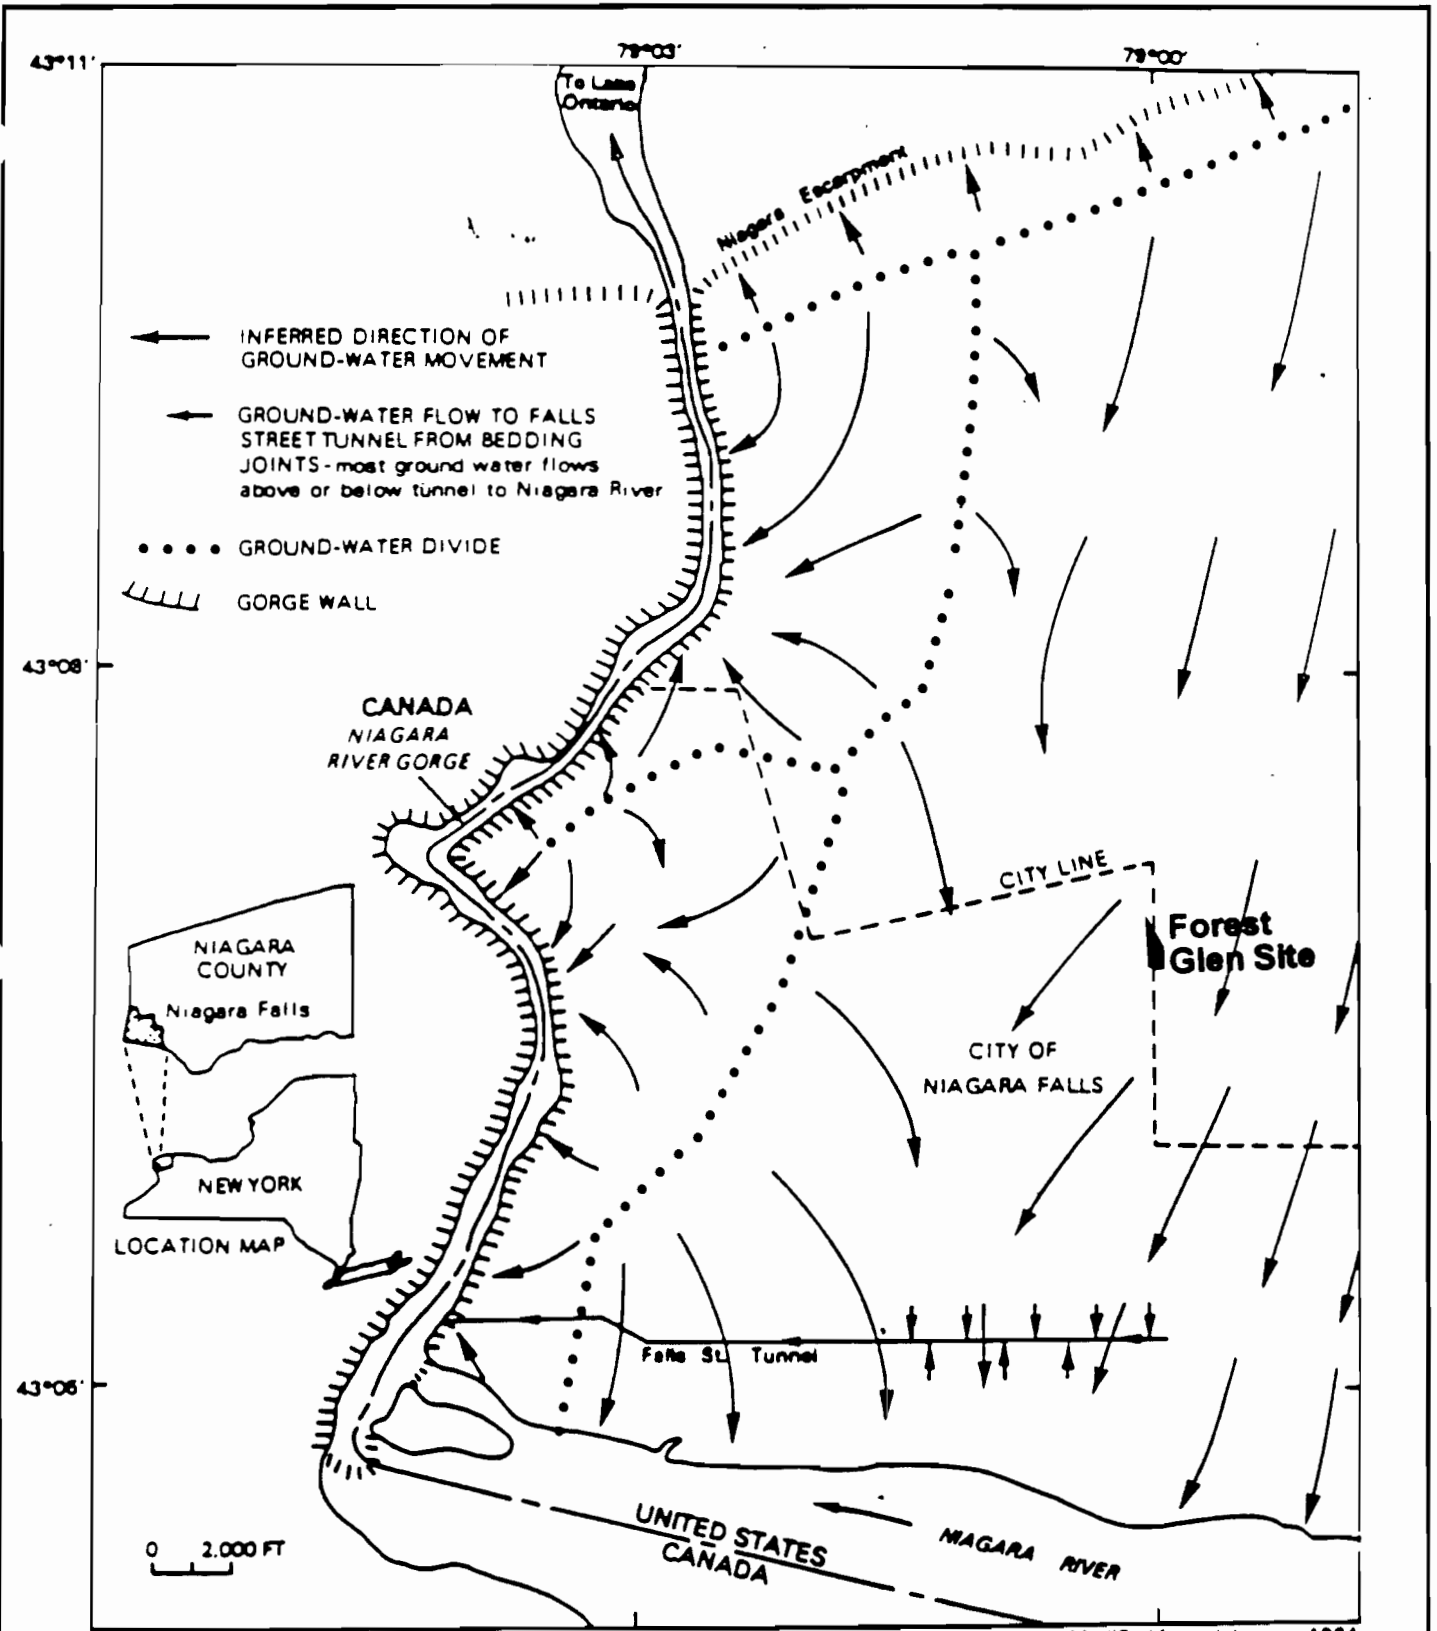 79°03'
79°00'
43°11'
To Lake
Ontario
Niagara Escarpment
INFERRED DIRECTION OF
GROUND-WATER MOVEMENT
GROUND-WATER FLOW TO FALLS
STREET TUNNEL FROM BEDDING
JOINTS-most ground water flows
above or below tunnel to Niagara River
GROUND-WATER DIVIDE
GORGE WALL
43°08'
CANADA
NIAGARA
RIVER GORGE
CITY LINE
Forest
Glen Site
NIAGARA
COUNTY
Niagara Falls
CITY OF
NIAGARA FALLS
NEW YORK
LOCATION MAP
Falls St. Tunnel
43°05'
UNITED STATES
CANADA
NIAGARA RIVER
0 2,000 FT